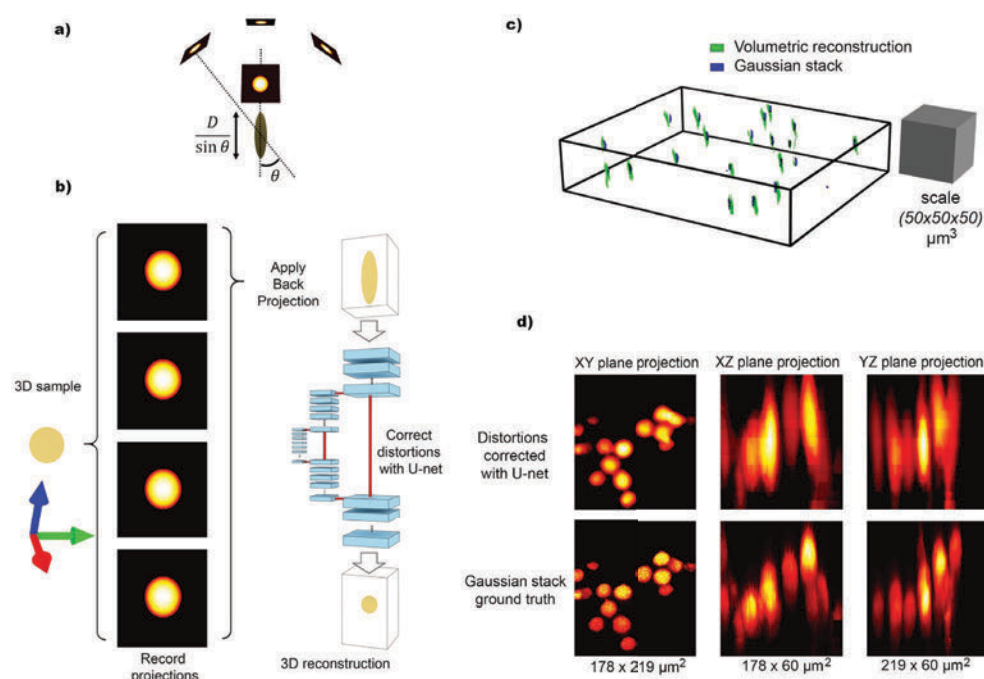 a)
D
sin θ
θ
b)
3D sample
Record
projections
Apply
Back
Projection
Correct
distortions
with U-net
3D reconstruction
c)
Volumetric reconstruction
Gaussian stack
scale
(50x50x50)
µm³
d)
XY plane projection
XZ plane projection
YZ plane projection
Distortions
corrected
with U-net
Gaussian stack
ground truth
178 x 219 µm²
178 x 60 µm²
219 x 60 µm²